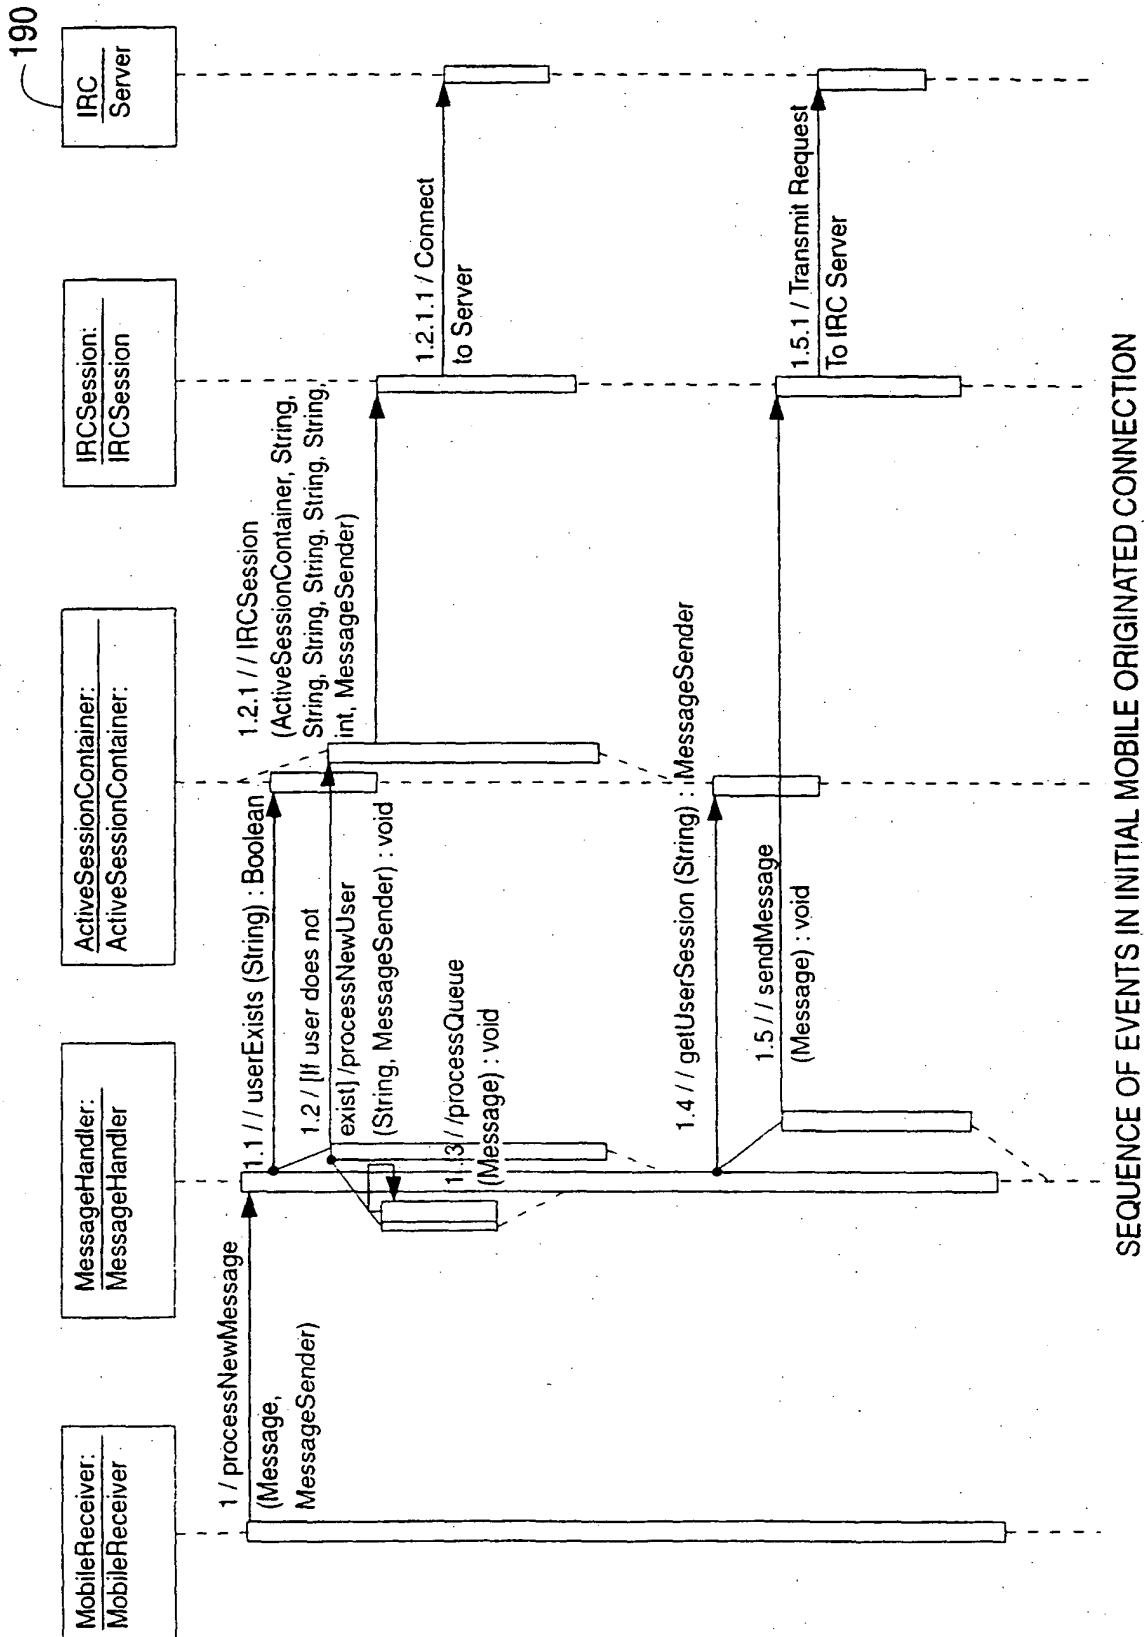 190
MobileReceiver:
MobileReceiver
MessageHandler:
MessageHandler
ActiveSessionContainer:
ActiveSessionContainer:
IRCSession:
IRCSession
IRC
Server
1 / processNewMessage
(Message,
MessageSender)
1.1 / / userExists (String) : Boolean
1.2 / [If user does not
exist] /processNewUser
(String, MessageSender) : void
1.2.1 / / IRCSession
(ActiveSessionContainer, String,
String, String, String, String, String,
int, MessageSender)
1.2.1.1 / Connect
to Server
1.3 / /processQueue
(Message) : void
1.4 / / getUserSession (String) : MessageSender
1.5 / / sendMessage
(Message) : void
1.5.1 / Transmit Request
To IRC Server
SEQUENCE OF EVENTS IN INITIAL MOBILE ORIGINATED CONNECTION